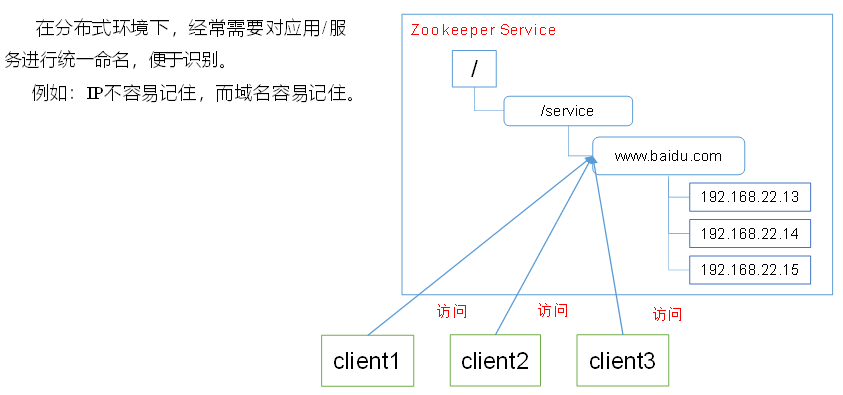 在分布式环境下，经常需要对应用/服
务进行统一命名，便于识别。
例如：IP不容易记住，而域名容易记住。
Zookeeper Service
/
/service
www.baidu.com
192.168.22.13
192.168.22.14
192.168.22.15
访问
访问
访问
client1
client2
client3